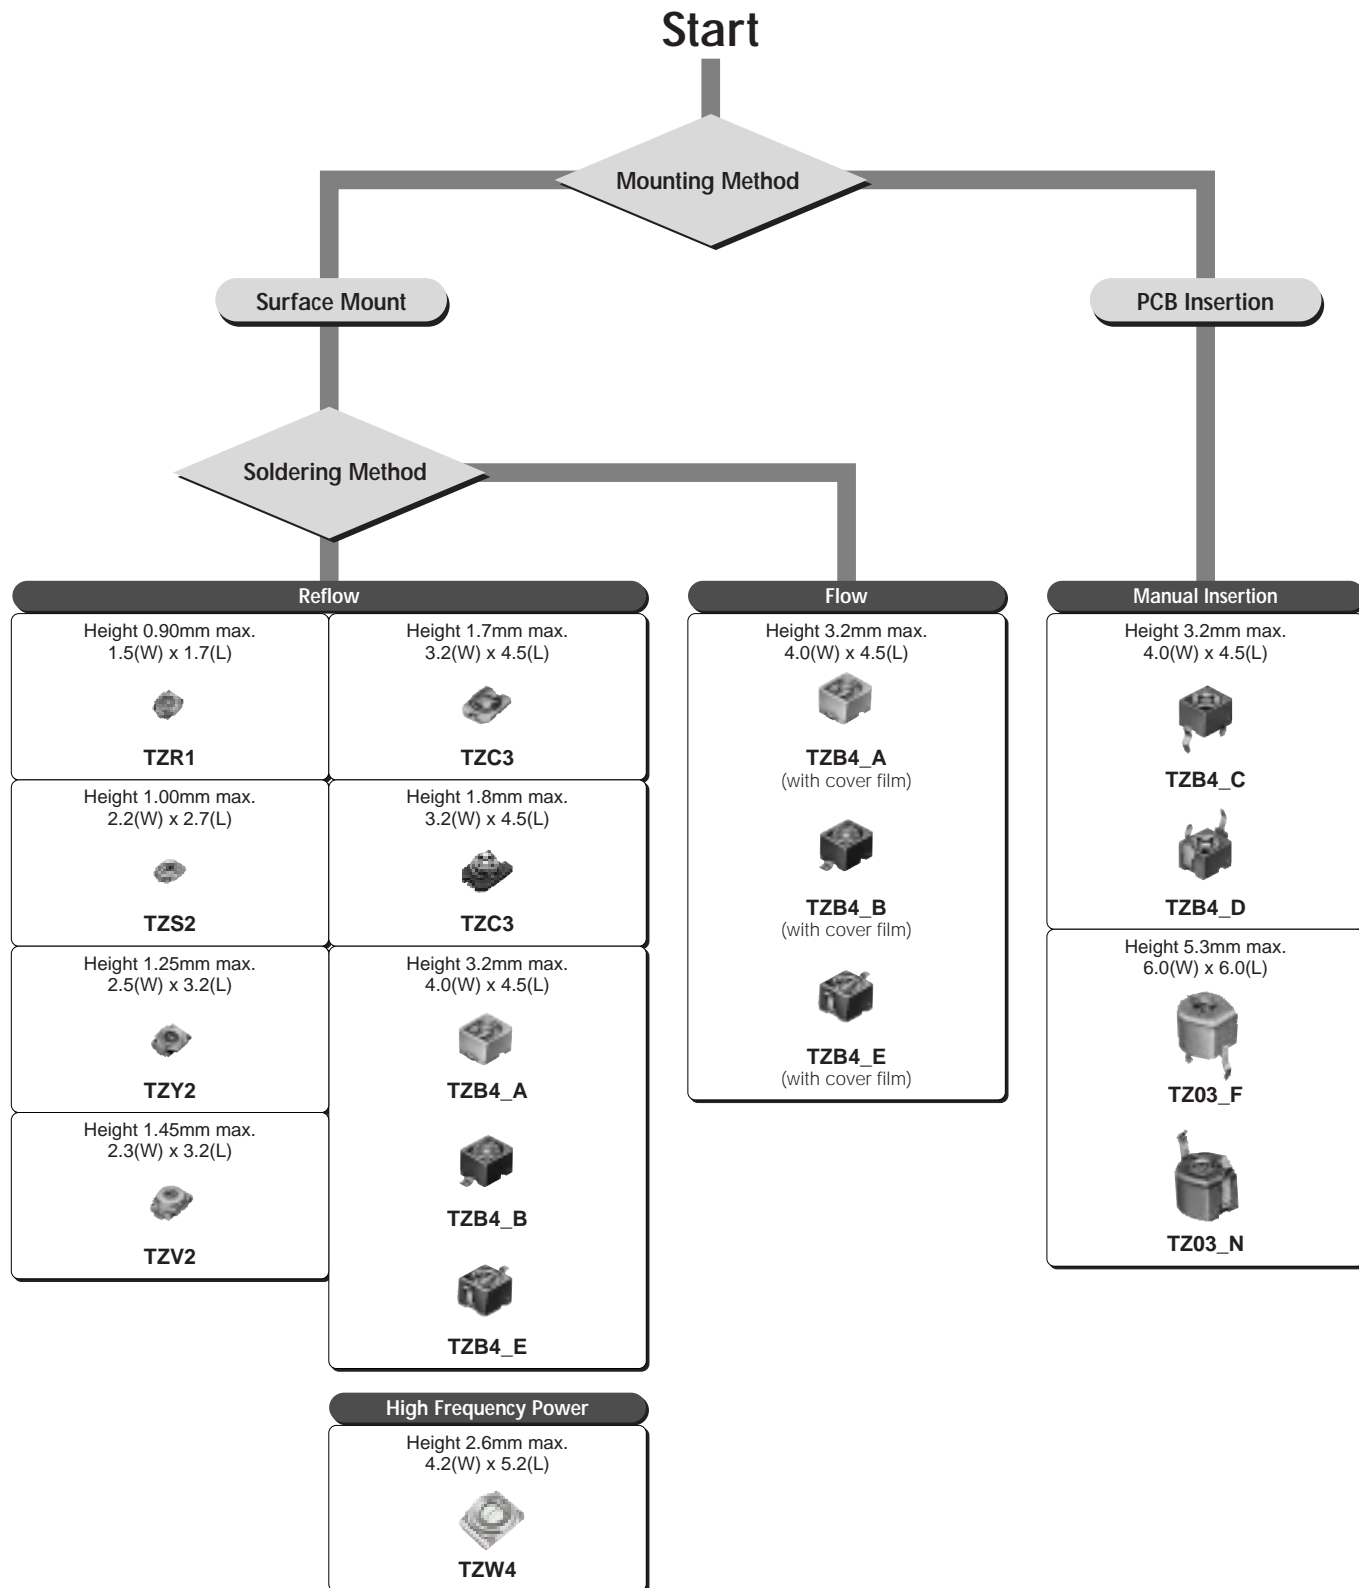 Start
Mounting Method
Surface Mount
PCB Insertion
Soldering Method
Reflow
Height 0.90mm max.
1.5(W) x 1.7(L)
TZR1
Height 1.7mm max.
3.2(W) x 4.5(L)
TZC3
Height 1.00mm max.
2.2(W) x 2.7(L)
TZS2
Height 1.8mm max.
3.2(W) x 4.5(L)
TZC3
Height 1.25mm max.
2.5(W) x 3.2(L)
TZY2
Height 1.45mm max.
2.3(W) x 3.2(L)
TZV2
Height 3.2mm max.
4.0(W) x 4.5(L)
TZB4_A
TZB4_B
TZB4_E
High Frequency Power
Height 2.6mm max.
4.2(W) x 5.2(L)
TZW4
Flow
Height 3.2mm max.
4.0(W) x 4.5(L)
TZB4_A
(with cover film)
TZB4_B
(with cover film)
TZB4_E
(with cover film)
Manual Insertion
Height 3.2mm max.
4.0(W) x 4.5(L)
TZB4_C
TZB4_D
Height 5.3mm max.
6.0(W) x 6.0(L)
TZ03_F
TZ03_N